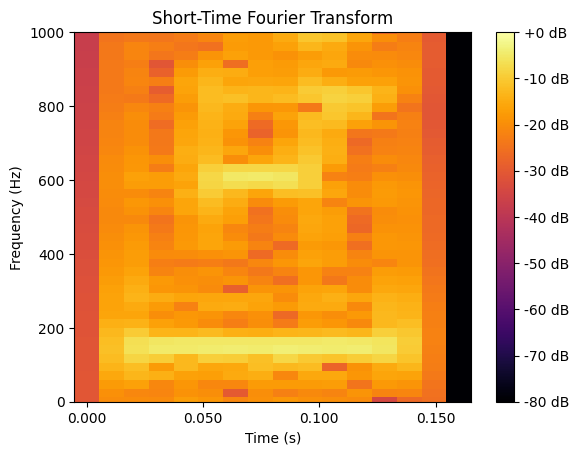 Short-Time Fourier Transform
1000
800
600
400
200
0
Frequency (Hz)
0.000
0.050
0.100
0.150
Time (s)
+0 dB
-10 dB
-20 dB
-30 dB
-40 dB
-50 dB
-60 dB
-70 dB
-80 dB